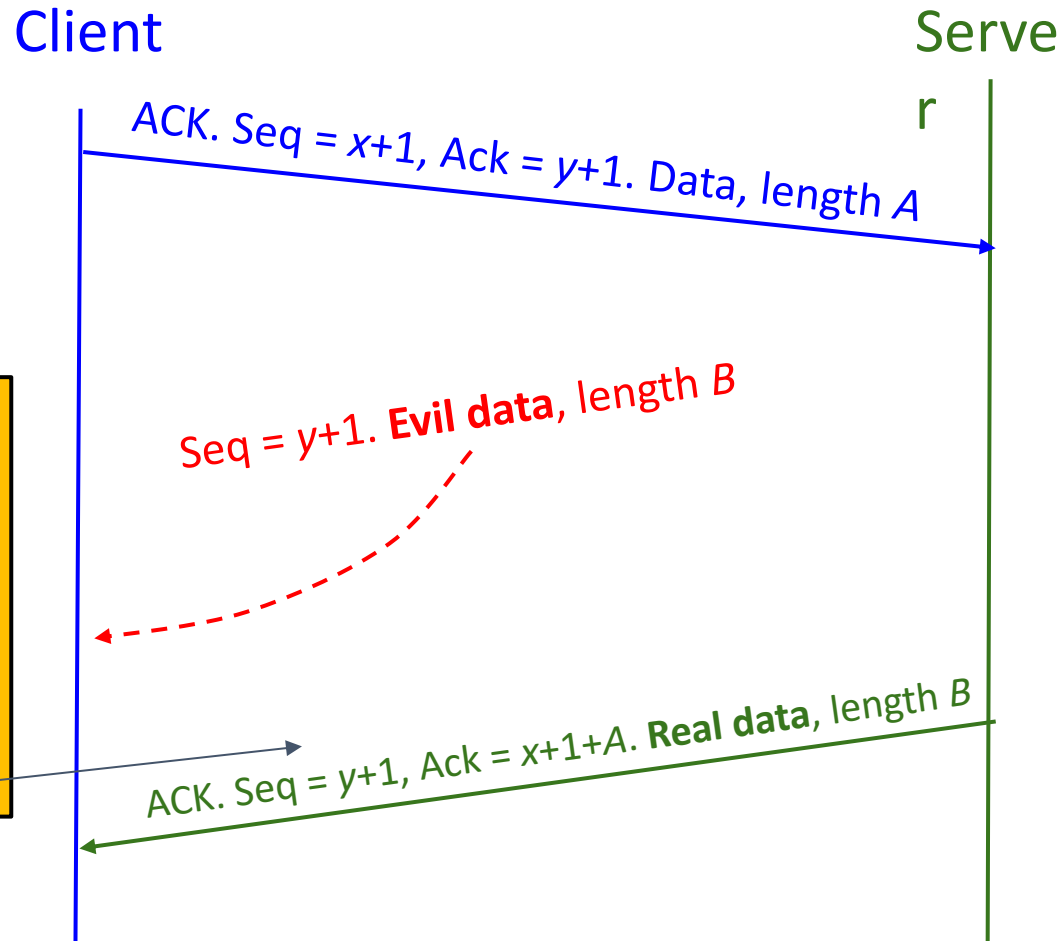 Client
Serve
r
ACK. Seq = x+1, Ack = y+1. Data, length A
Seq = y+1. Evil data, length B
ACK. Seq = y+1, Ack = x+1+A. Real data, length B